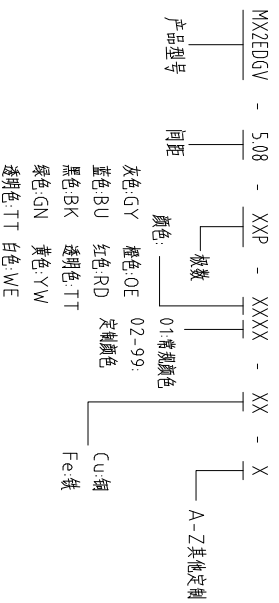 MX2EDGV - 5.08 - XXP - XXXX - XX - X
产品型号
间距
极数
颜色:
01:常规颜色
02-99:
定制颜色
灰色:GY 橙色:OE
蓝色:BU 红色:RD
黑色:BK 透明色:TT
绿色:GN 黄色:YW
透明色:TT 白色:WE
Cu:铜
Fe:铁
A-Z其他定制